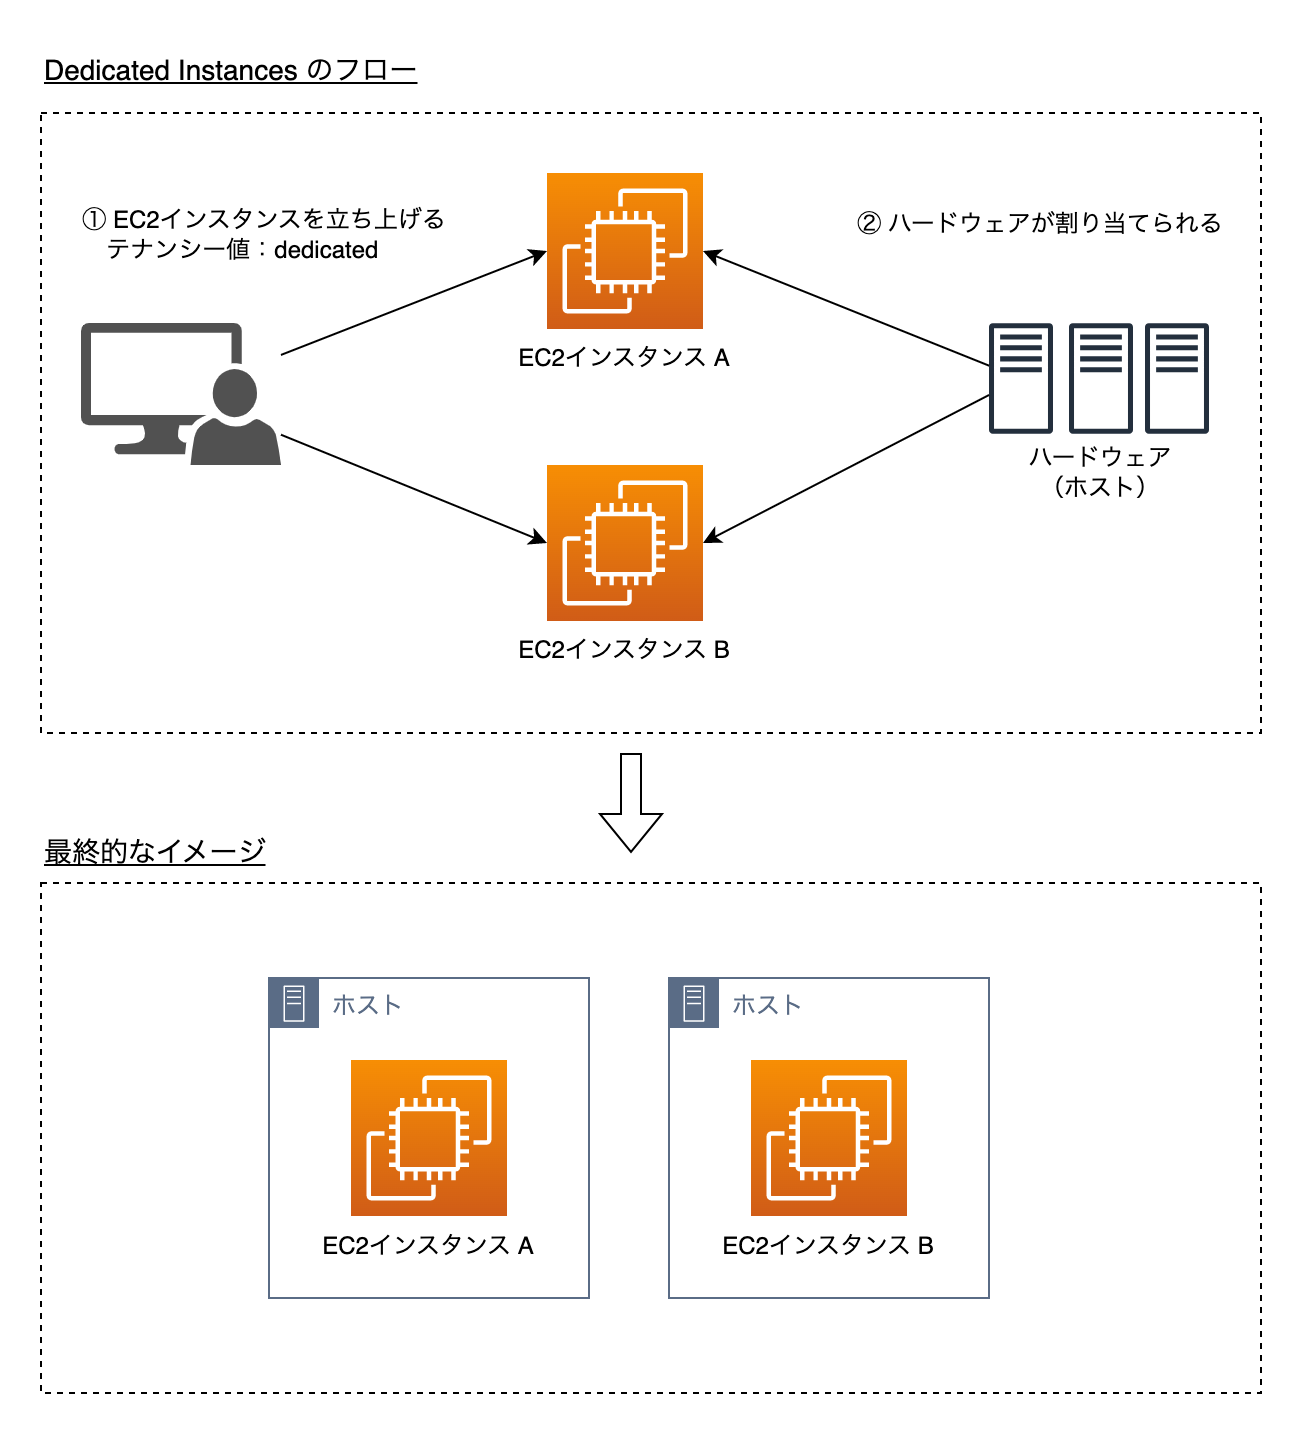 Dedicated Instances のフロー
① EC2インスタンスを立ち上げる
テナンシー値：dedicated
② ハードウェアが割り当てられる
EC2インスタンス A
ハードウェア
（ホスト）
EC2インスタンス B
最終的なイメージ
ホスト
ホスト
EC2インスタンス A
EC2インスタンス B